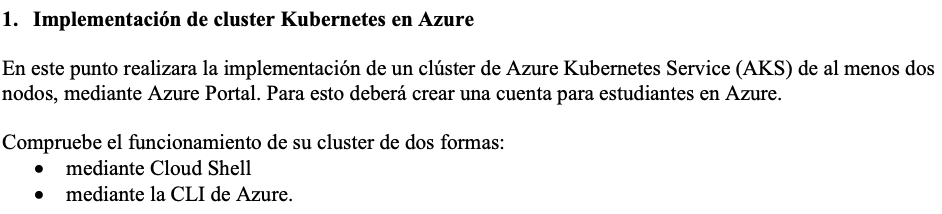 1. Implementación de cluster Kubernetes en Azure
En este punto realizara la implementación de un clúster de Azure Kubernetes Service (AKS) de al menos dos
nodos, mediante Azure Portal. Para esto deberá crear una cuenta para estudiantes en Azure.
Compruebe el funcionamiento de su cluster de dos formas:
• mediante Cloud Shell
• mediante la CLI de Azure.